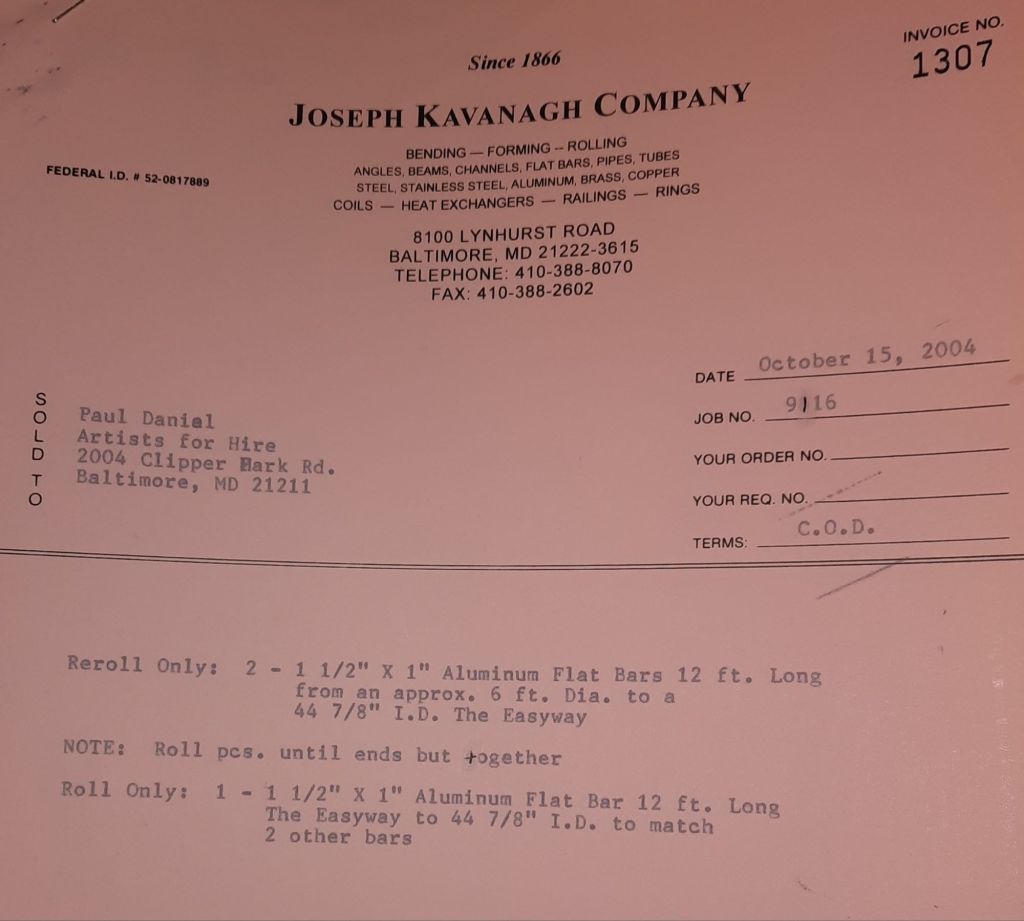 INVOICE NO.
1307
Since 1866
JOSEPH KAVANAGH COMPANY
BENDING — FORMING -- ROLLING
ANGLES, BEAMS, CHANNELS, FLAT BARS, PIPES, TUBES
STEEL, STAINLESS STEEL, ALUMINUM, BRASS, COPPER
COILS — HEAT EXCHANGERS — RAILINGS — RINGS
FEDERAL I.D. # 52-0817889
8100 LYNHURST ROAD
BALTIMORE, MD 21222-3615
TELEPHONE: 410-388-8070
FAX: 410-388-2602
DATE October 15, 2004
JOB NO. 9116
YOUR ORDER NO.
YOUR REQ. NO.
TERMS: C.O.D.
SOLD TO
Paul Daniel
Artists for Hire
2004 Clipper Park Rd.
Baltimore, MD 21211
Reroll Only: 2 - 1 1/2" X 1" Aluminum Flat Bars 12 ft. Long
from an approx. 6 ft. Dia. to a
44 7/8" I.D. The Easyway
NOTE: Roll pcs. until ends but together
Roll Only: 1 - 1 1/2" X 1" Aluminum Flat Bar 12 ft. Long
The Easyway to 44 7/8" I.D. to match
2 other bars